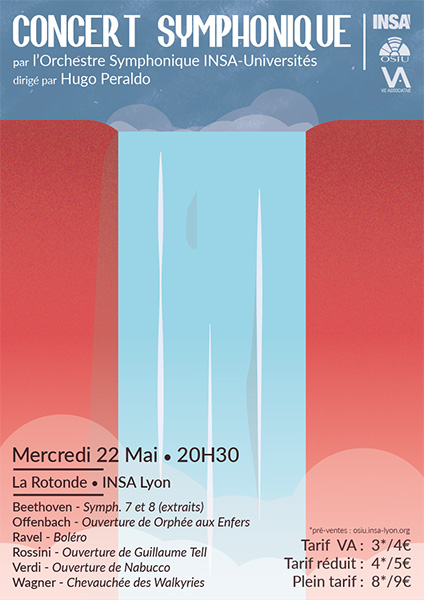 CONCERT SYMPHONIQUE
par l'Orchestre Symphonique INSA-Universités
dirigé par Hugo Peraldo
INSA
OSIU
VA
VIE ASSOCIATIVE
Mercredi 22 Mai • 20H30
La Rotonde • INSA Lyon
Beethoven - Symph. 7 et 8 (extraits)
Offenbach - Ouverture de Orphée aux Enfers
Ravel - Boléro
Rossini - Ouverture de Guillaume Tell
Verdi - Ouverture de Nabucco
Wagner - Chevauchée des Walkyries
*pré-ventes : osiu.insa-lyon.org
Tarif VA : 3*/4€
Tarif réduit : 4*/5€
Plein tarif : 8*/9€